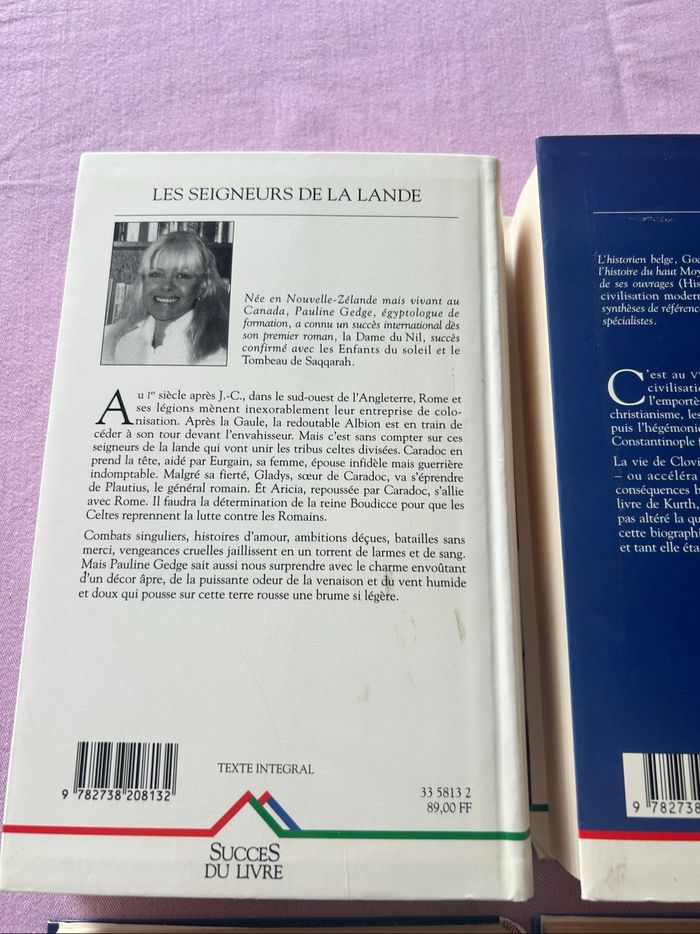 LES SEIGNEURS DE LA LANDE
Née en Nouvelle-Zélande mais vivant au
Canada, Pauline Gedge, égyptologue de
formation, a connu un succès international dès
son premier roman, la Dame du Nil, succès
confirmé avec les Enfants du soleil et le
Tombeau de Saqqarah.
Au Iᵉʳ siècle après J.-C., dans le sud-ouest de l'Angleterre, Rome et
ses légions mènent inexorablement leur entreprise de colo-
nisation. Après la Gaule, la redoutable Albion est en train de
céder à son tour devant l'envahisseur. Mais c'est sans compter sur ces
seigneurs de la lande qui vont unir les tribus celtes divisées. Caradoc en
prend la tête, aidé par Eurgain, sa femme, épouse infidèle mais guerrière
indomptable. Malgré sa fierté, Gladys, sœur de Caradoc, va s'éprendre
de Plautius, le général romain. Et Aricia, repoussée par Caradoc, s'allie
avec Rome. Il faudra la détermination de la reine Boudicce pour que les
Celtes reprennent la lutte contre les Romains.
Combats singuliers, histoires d'amour, ambitions déçues, batailles sans
merci, vengeances cruelles jaillissent en un torrent de larmes et de sang.
Mais Pauline Gedge sait aussi nous surprendre avec le charme envoûtant
d'un décor âpre, de la puissante odeur de la venaison et du vent humide
et doux qui pousse sur cette terre rousse une brume si légère.
TEXTE INTEGRAL
9 782738 208132
33 5813 2
89,00 FF
SUCCES
DU LIVRE
L'historien belge, God
l'histoire du haut Moy
de ses ouvrages (His
civilisation modern
synthèses de référenc
spécialistes.
C'est au V
civilisati
l'emportè
christianisme, les
puis l'hégémoni
Constantinople
La vie de Clovi
– ou accéléra
conséquences h
livre de Kurth,
pas altéré la qu
cette biographi
et tant elle éta
9 782738